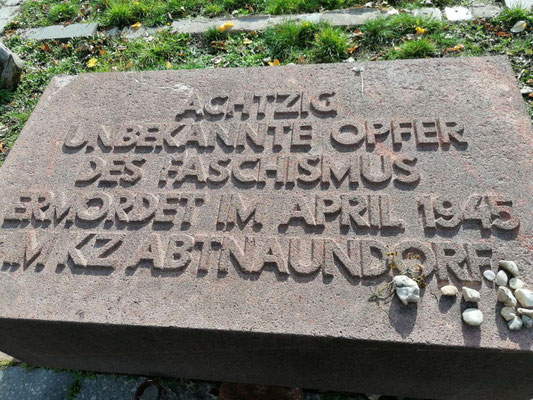 ACHTZIG
UNBEKANNTE OPFER
DES FASCHISMUS
ERMORDET IM APRIL 1945
IM KZ ABTNAUNDORF